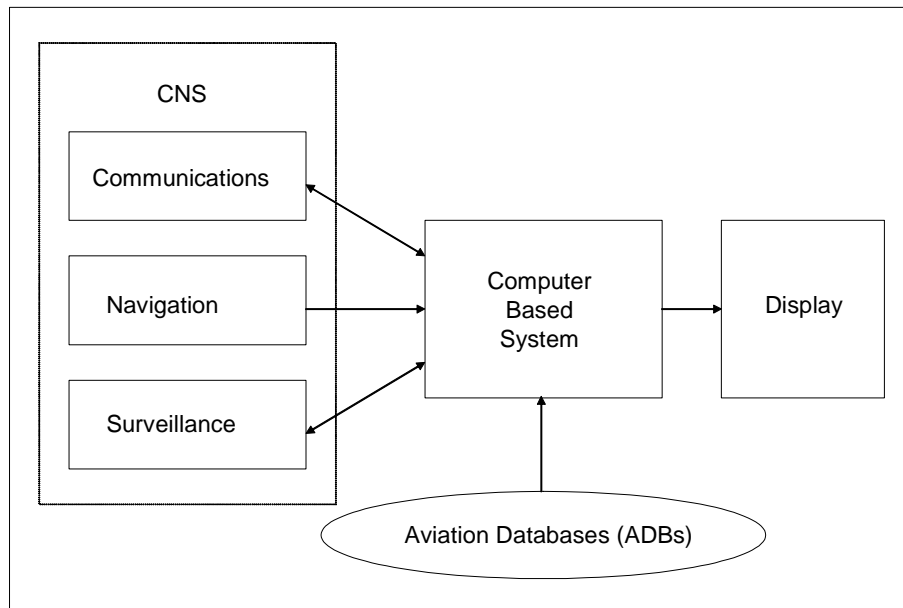 CNS
Communications
Navigation
Surveillance
Computer
Based
System
Display
Aviation Databases (ADBs)